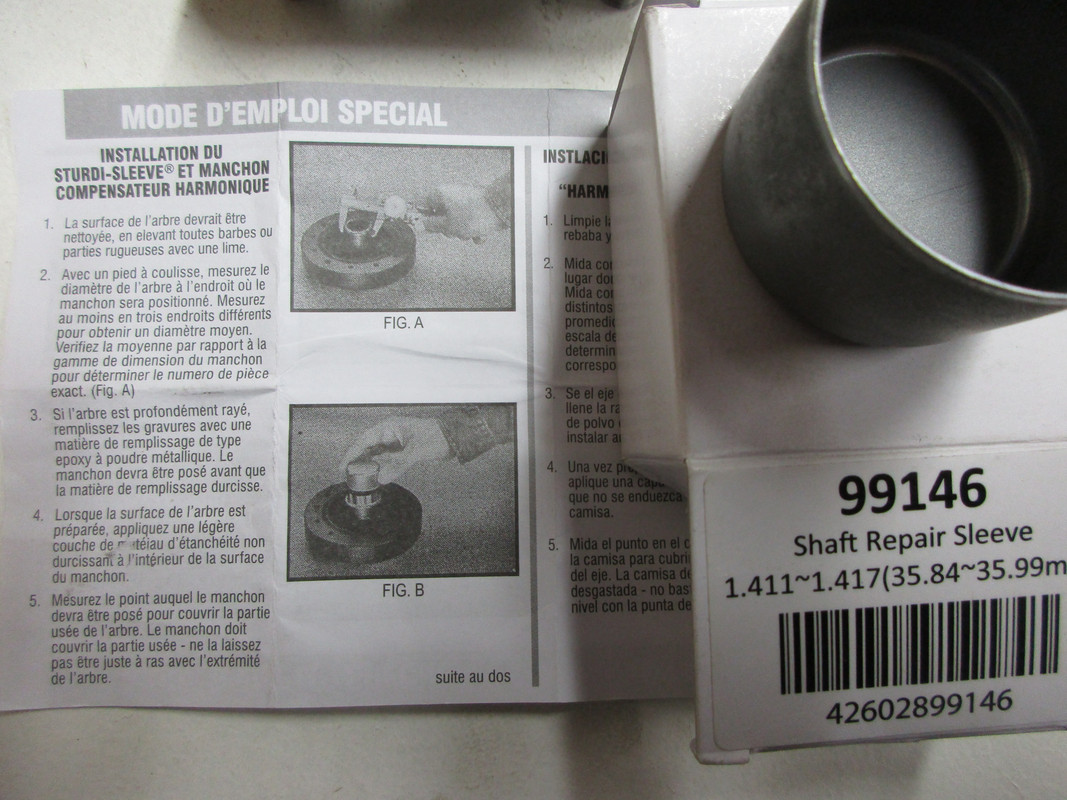 MODE D'EMPLOI SPECIAL
INSTALLATION DU
STURDI-SLEEVE® ET MANCHON
COMPENSATEUR HARMONIQUE
1. La surface de l'arbre devrait être
nettoyée, en elevant toutes barbes ou
parties rugueuses avec une lime.
2. Avec un pied à coulisse, mesurez le
diamètre de l'arbre à l'endroit où le
manchon sera positionné. Mesurez
au moins en trois endroits différents
pour obtenir un diamètre moyen.
Verifiez la moyenne par rapport à la
gamme de dimension du manchon
pour déterminer le numero de pièce
exact. (Fig. A)
3. Si l'arbre est profondément rayé,
remplissez les gravures avec une
matière de remplissage de type
epoxy à poudre métallique. Le
manchon devra être posé avant que
la matière de remplissage durcisse.
4. Lorsque la surface de l'arbre est
préparée, appliquez une légère
couche de d'étanchéité non
durcissant à l'intérieur de la surface
du manchon.
5. Mesurez le point auquel le manchon
devra être posé pour couvrir la partie
usée de l'arbre. Le manchon doit
couvrir la partie usée - ne la laissez
pas être juste à ras avec l'extrémité
de l'arbre.
FIG. A
FIG. B
suite au dos
INSTLACI
"HARM
1. Limpie
rebaba y
2. Mida co
lugar do
Mida co
distintos
promedi
escala de
determin
correspo
3. Se el eje
llene la ra
de polvo
instalar a
4. Una vez
aplique una
que no se enduezca
camisa.
5. Mida el punto en el
la camisa para cubri
del eje. La camisa de
desgastada - no bas
nivel con la punta de
99146
Shaft Repair Sleeve
1.411~1.417(35.84~35.99m
42602899146